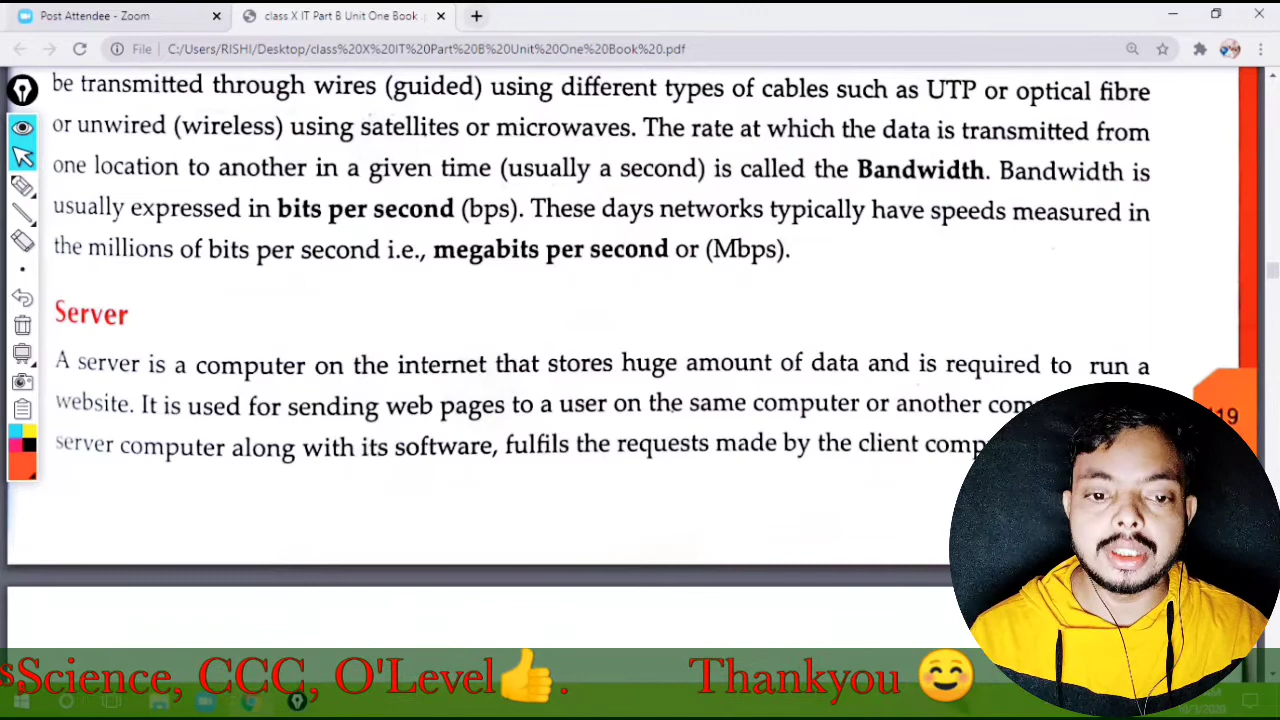 Post Attendee - Zoom
class X IT Part B Unit One Book .p
File C:/Users/RISHI/Desktop/class%20X%20IT%20Part%20B%20Unit%20One%20Book%20.pdf
be transmitted through wires (guided) using different types of cables such as UTP or optical fibre
or unwired (wireless) using satellites or microwaves. The rate at which the data is transmitted from
one location to another in a given time (usually a second) is called the Bandwidth. Bandwidth is
usually expressed in bits per second (bps). These days networks typically have speeds measured in
the millions of bits per second i.e., megabits per second or (Mbps).
Server
A server is a computer on the internet that stores huge amount of data and is required to run a
website. It is used for sending web pages to a user on the same computer or another com
server computer along with its software, fulfils the requests made by the client comp
119
sScience, CCC, O'Level👍. Thankyou ☺
10/3/2020